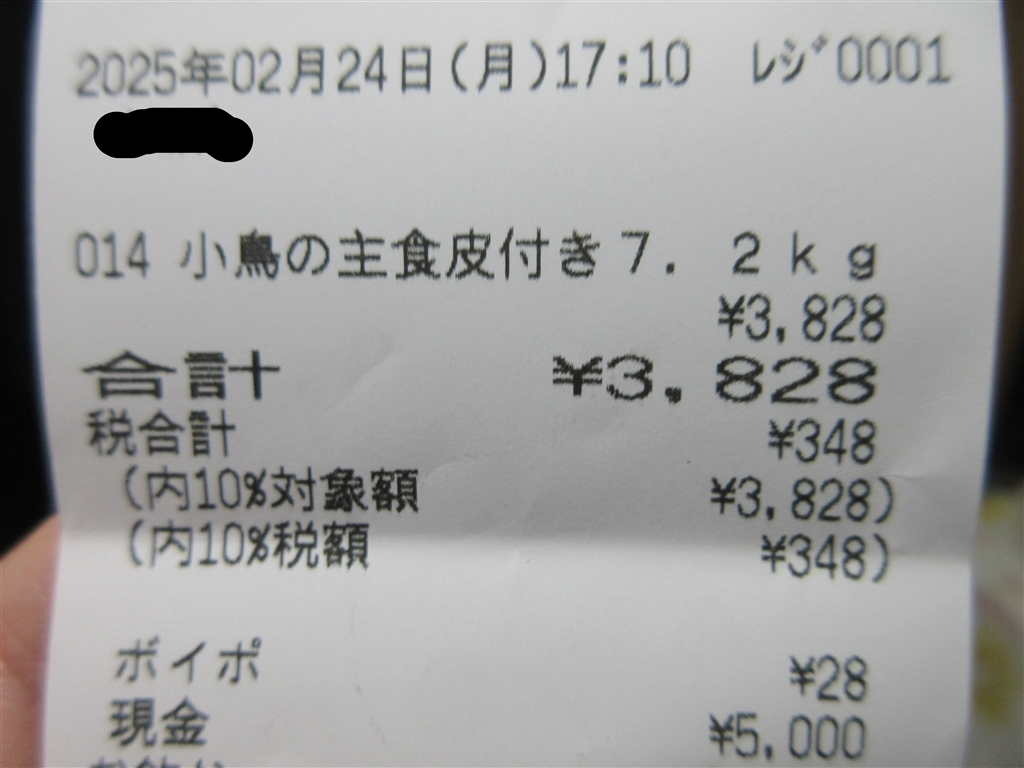 2025年02月24日(月)17:10 ﾚｼﾞ0001
014 小鳥の主食皮付き7. 2kg
¥3,828
合計 ¥3,828
税合計 ¥348
(内10%対象額 ¥3,828)
(内10%税額 ¥348)
ボイポ ¥28
現金 ¥5,000